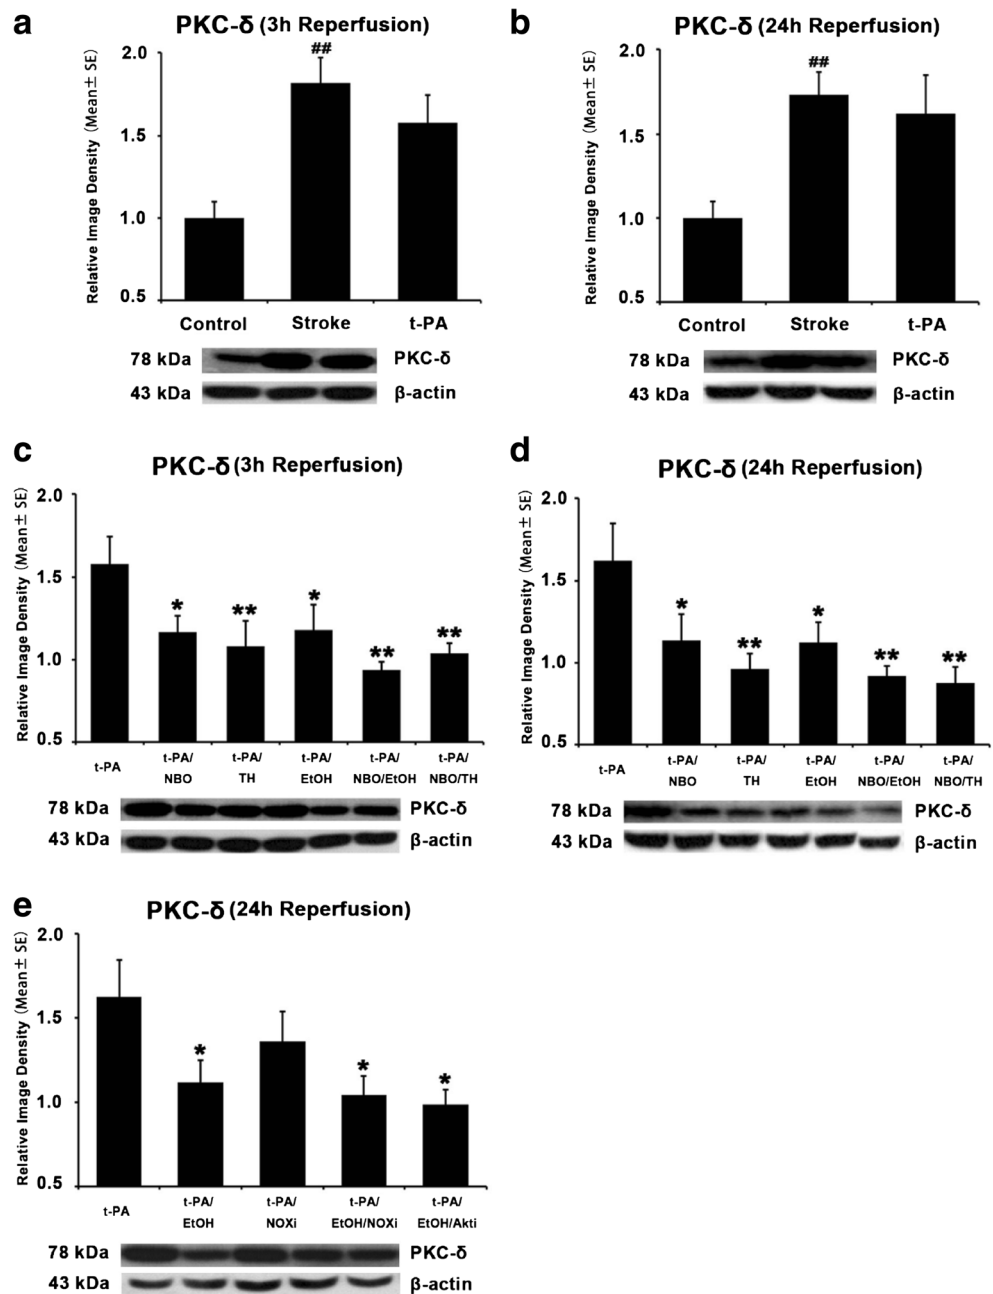 a
PKC-δ (3h Reperfusion)
Relative Image Density (Mean± SE)
2.0
1.5
1.0
0.5
##
Control Stroke t-PA
78 kDa PKC-δ
43 kDa β-actin
b
PKC-δ (24h Reperfusion)
Relative Image Density (Mean± SE)
2.0
1.5
1.0
0.5
##
Control Stroke t-PA
78 kDa PKC-δ
43 kDa β-actin
c
PKC-δ (3h Reperfusion)
Relative Image Density (Mean± SE)
2.0
1.5
1.0
0.5
* ** * ** **
t-PA t-PA/ t-PA/ t-PA/ t-PA/ t-PA/
NBO TH EtOH NBO/EtOH NBO/TH
78 kDa PKC-δ
43 kDa β-actin
d
PKC-δ (24h Reperfusion)
Relative Image Density (Mean± SE)
2.0
1.5
1.0
0.5
* ** * ** **
t-PA t-PA/ t-PA/ t-PA/ t-PA/ t-PA/
NBO TH EtOH NBO/EtOH NBO/TH
78 kDa PKC-δ
43 kDa β-actin
e
PKC-δ (24h Reperfusion)
Relative Image Density (Mean± SE)
2.0
1.5
1.0
0.5
* * *
t-PA t-PA/ t-PA/ t-PA/ t-PA/
EtOH NOXi EtOH/NOXi EtOH/Akti
78 kDa PKC-δ
43 kDa β-actin